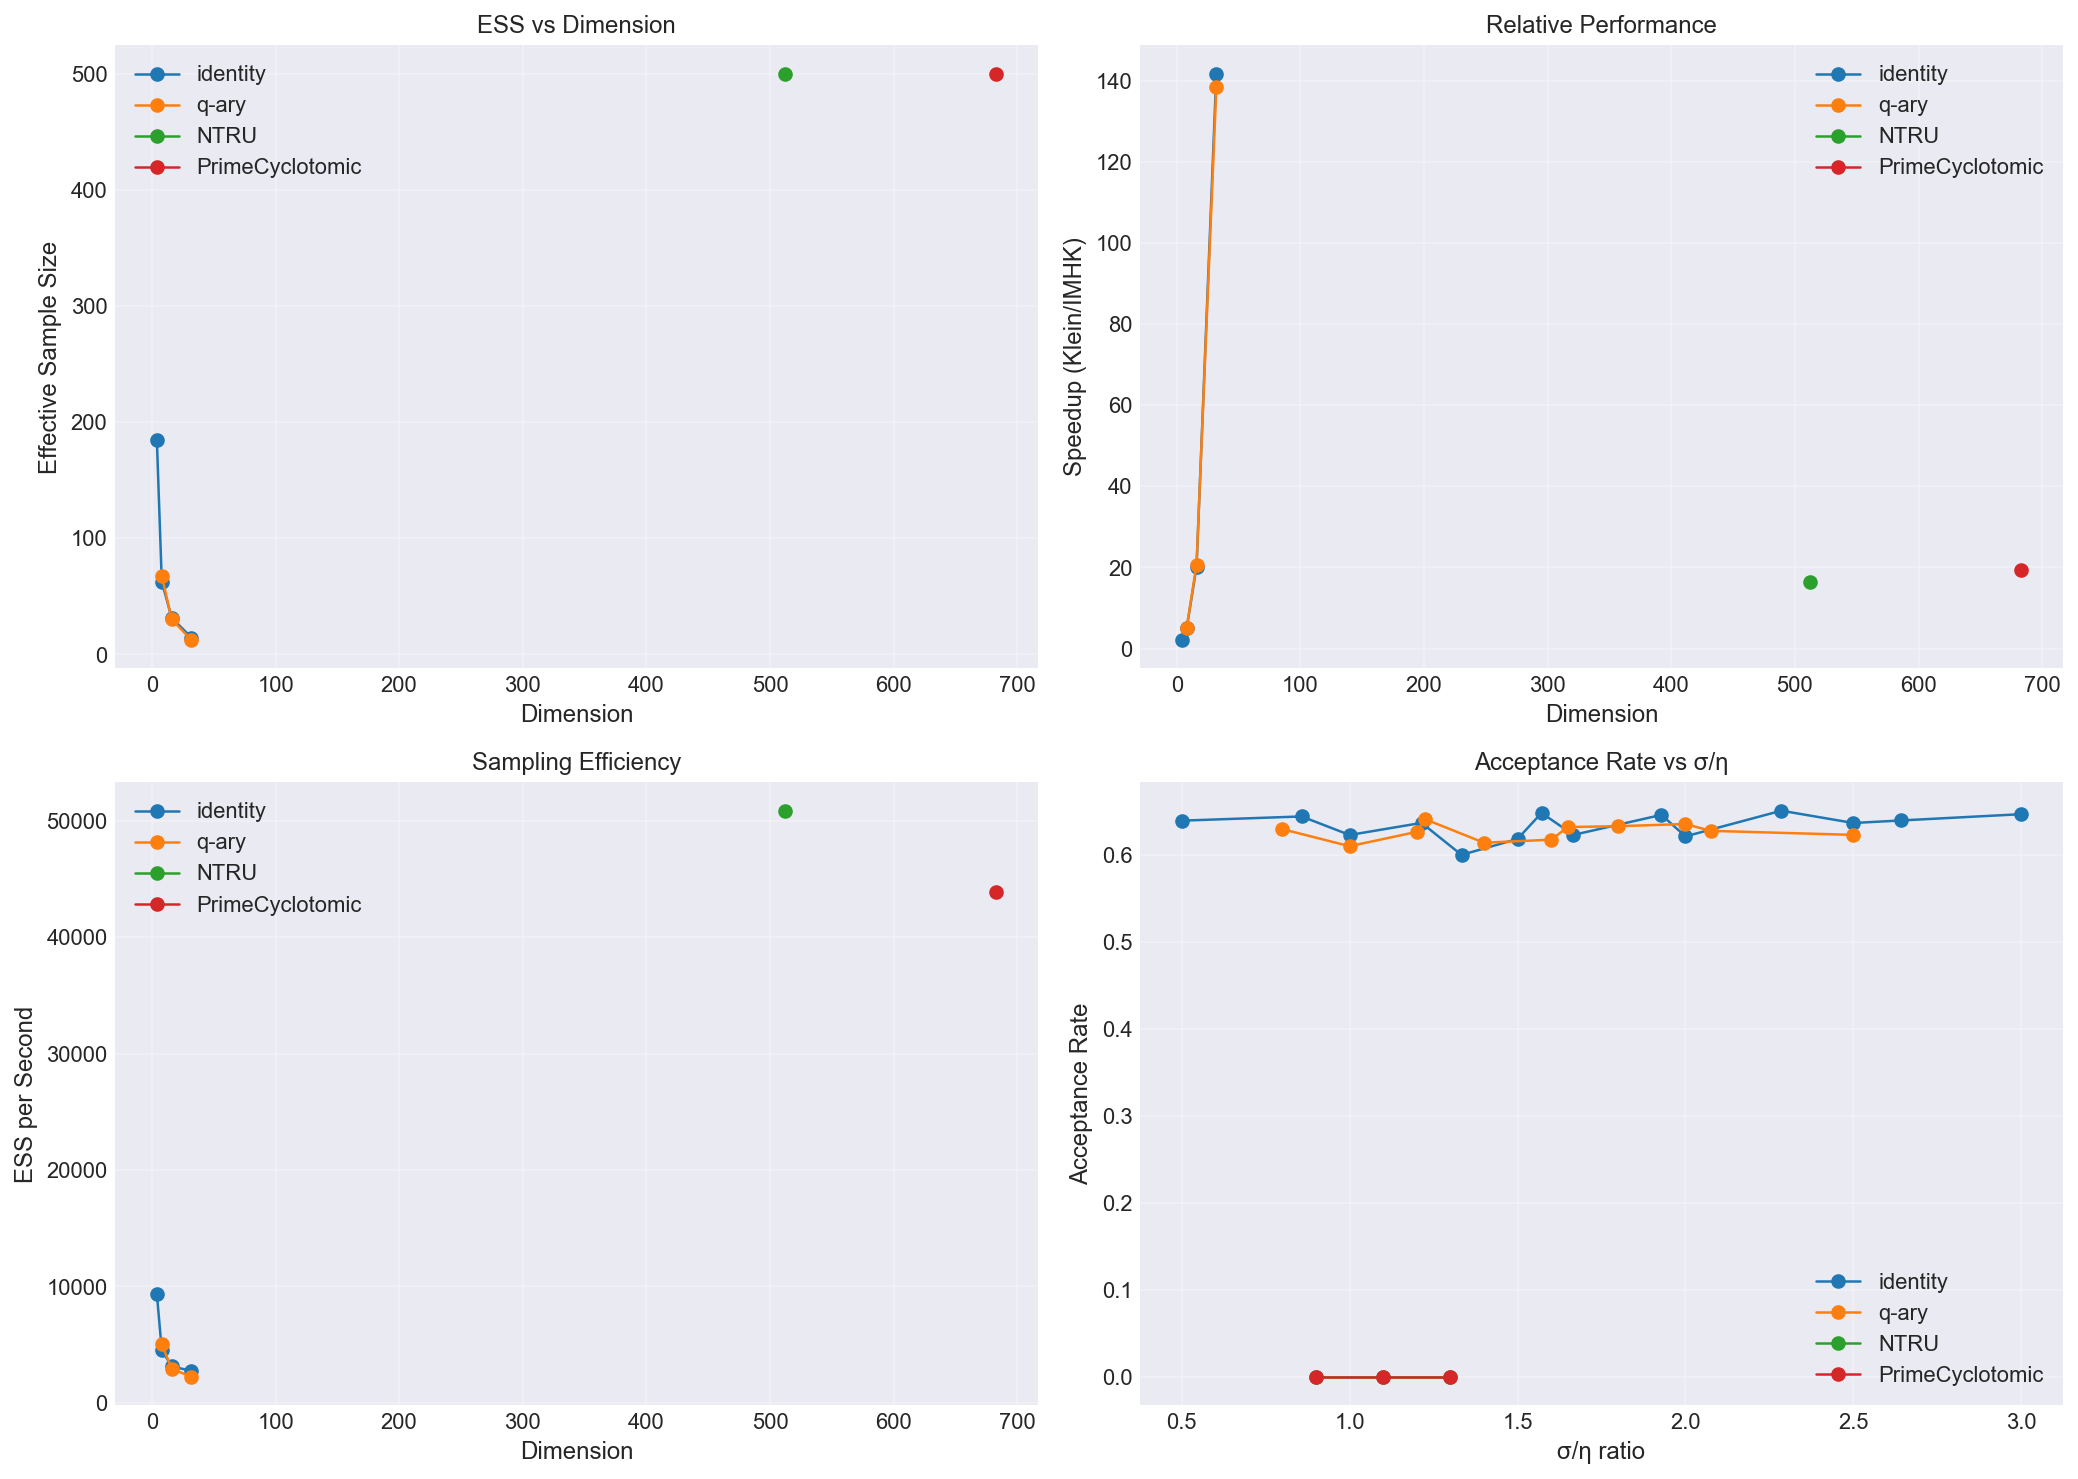 ESS vs Dimension
Effective Sample Size
500
400
300
200
100
0
identity
q-ary
NTRU
PrimeCyclotomic
0 100 200 300 400 500 600 700
Dimension
Relative Performance
Speedup (Klein/IMHK)
140
120
100
80
60
40
20
0
identity
q-ary
NTRU
PrimeCyclotomic
0 100 200 300 400 500 600 700
Dimension
Sampling Efficiency
ESS per Second
50000
40000
30000
20000
10000
0
identity
q-ary
NTRU
PrimeCyclotomic
0 100 200 300 400 500 600 700
Dimension
Acceptance Rate vs σ/η
Acceptance Rate
0.6
0.5
0.4
0.3
0.2
0.1
0.0
identity
q-ary
NTRU
PrimeCyclotomic
0.5 1.0 1.5 2.0 2.5 3.0
σ/η ratio